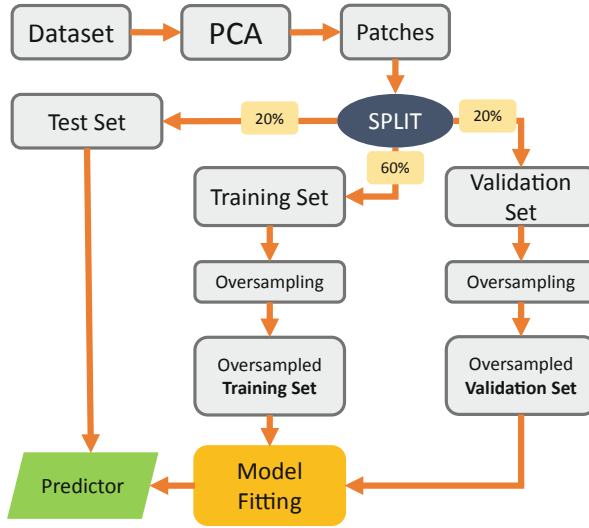 Dataset
PCA
Patches
Test Set
20%
SPLIT
20%
60%
Training Set
Validation
Set
Oversampling
Oversampling
Oversampled
Training Set
Oversampled
Validation Set
Predictor
Model
Fitting